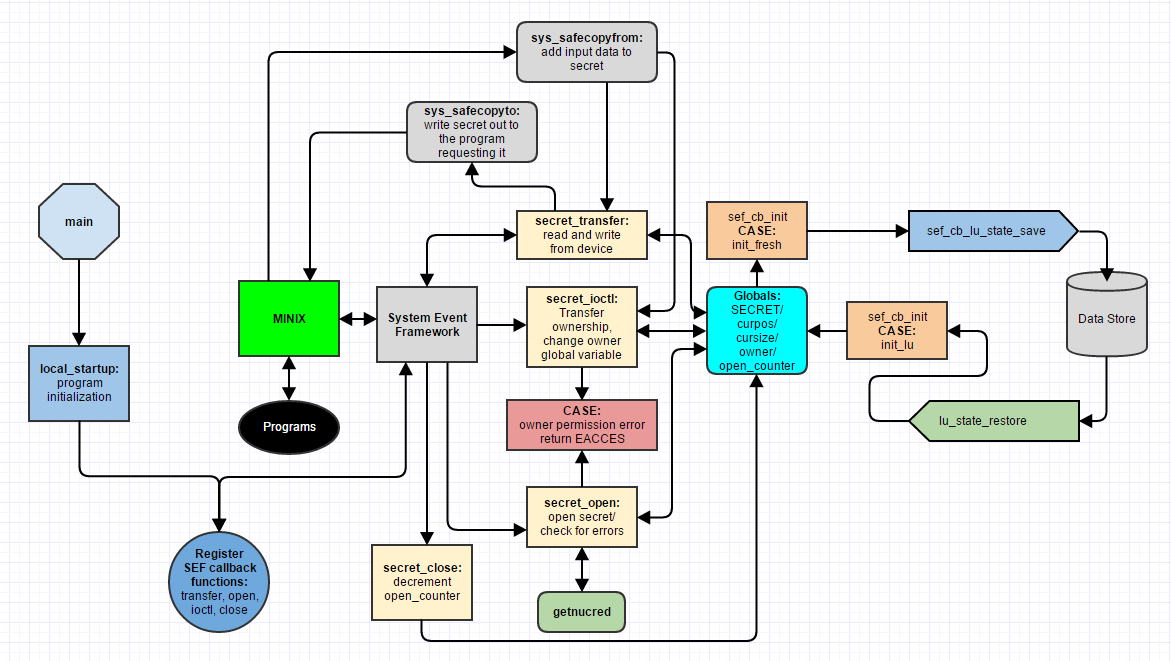 sys_safecopyfrom:
add input data to
secret
sys_safecopyto:
write secret out to
the program
requesting it
main
secret_transfer:
read and write
from device
sef_cb_init
CASE:
init_fresh
sef_cb_lu_state_save
MINIX
System Event
Framework
secret_ioctl:
Transfer
ownership,
change owner
global variable
Globals:
SECRET/
curpos/
cursize/
owner/
open_counter
sef_cb_init
CASE:
init_lu
Data Store
local_startup:
program
initialization
Programs
CASE:
owner permission error
return EACCES
lu_state_restore
secret_open:
open secret/
check for errors
Register
SEF callback
functions:
transfer, open,
ioctl, close
secret_close:
decrement
open_counter
getnucred